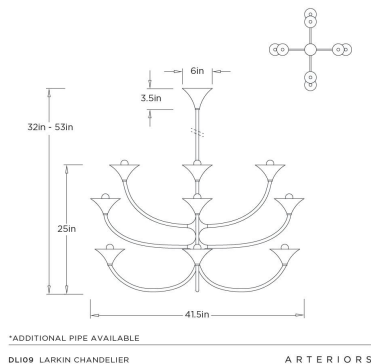 6in
3.5in
32in - 53in
25in
41.5in
*ADDITIONAL PIPE AVAILABLE
DLI09 LARKIN CHANDELIER
ARTERIORS